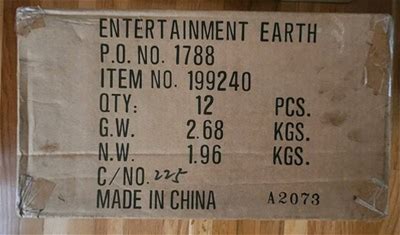 ENTERTAINMENT EARTH
P.O. NO. 1788
ITEM NO. 199240
QTY: 12 PCS.
G.W. 2.68 KGS.
N.W. 1.96 KGS.
C/NO. 225
MADE IN CHINA A2073